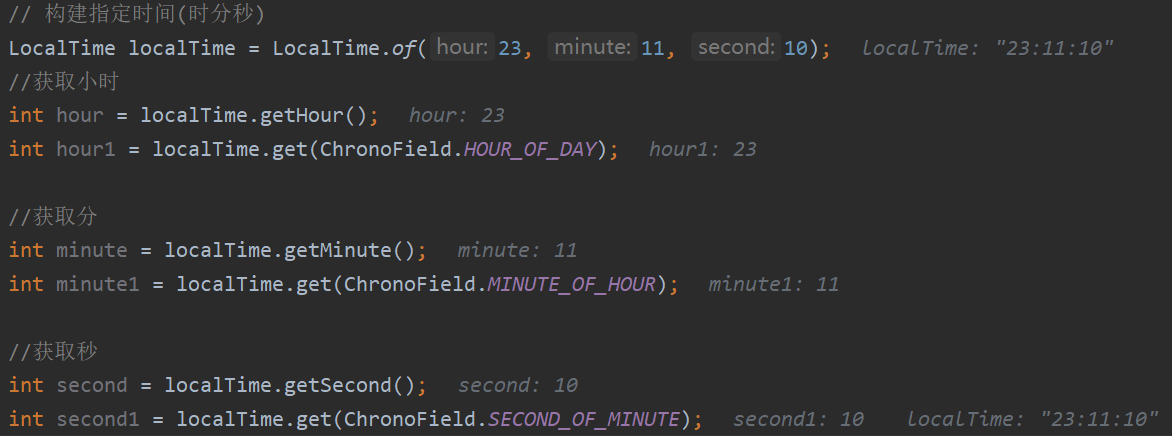 // 构建指定时间(时分秒)
LocalTime localTime = LocalTime.of( hour: 23, minute: 11, second: 10); localTime: "23:11:10"
//获取小时
int hour = localTime.getHour(); hour: 23
int hour1 = localTime.get(ChronoField.HOUR_OF_DAY); hour1: 23
//获取分
int minute = localTime.getMinute(); minute: 11
int minute1 = localTime.get(ChronoField.MINUTE_OF_HOUR); minute1: 11
//获取秒
int second = localTime.getSecond(); second: 10
int second1 = localTime.get(ChronoField.SECOND_OF_MINUTE); second1: 10 localTime: "23:11:10"